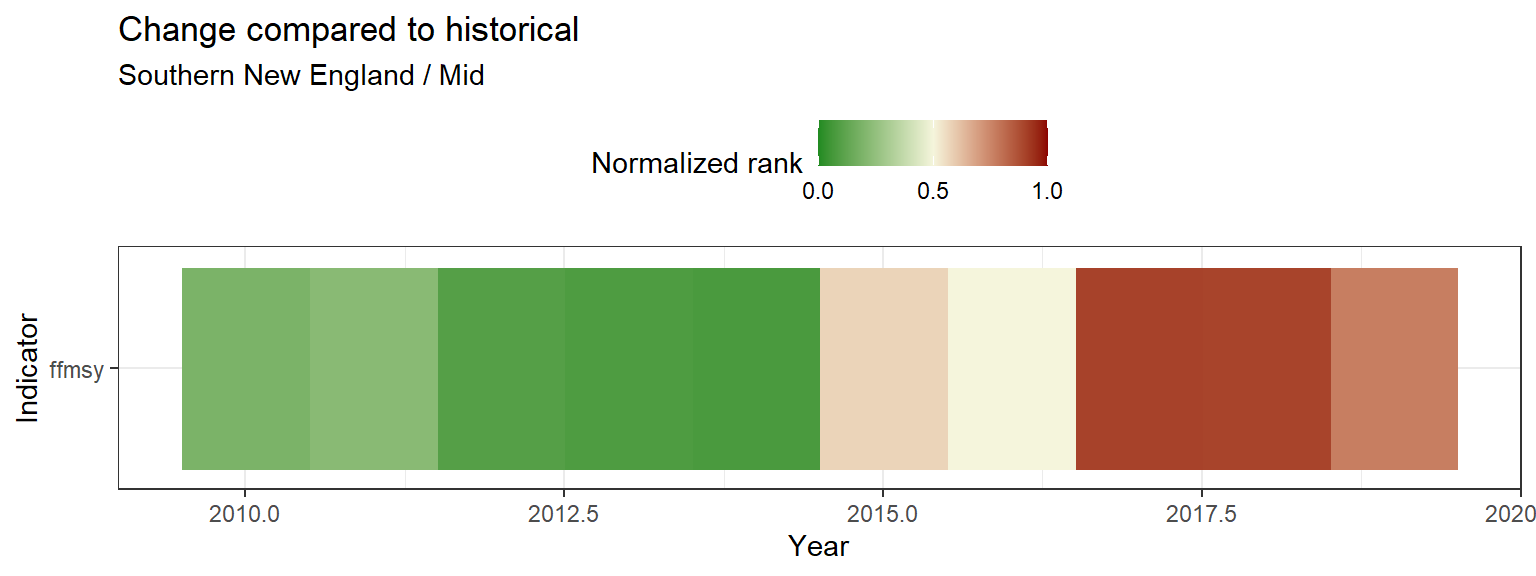 Change compared to historical
Southern New England / Mid
Normalized rank
0.0 0.5 1.0
Indicator
ffmsy
2010.0 2012.5 2015.0 2017.5 2020
Year